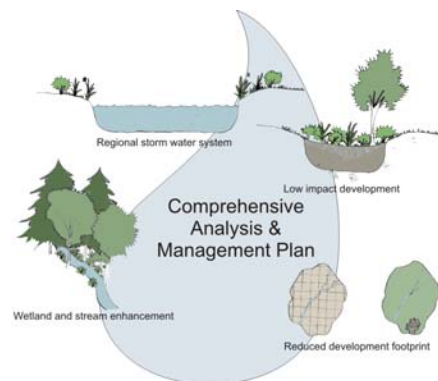 Regional storm water system
Low impact development
Comprehensive
Analysis &
Management Plan
Wetland and stream enhancement
Reduced development footprint